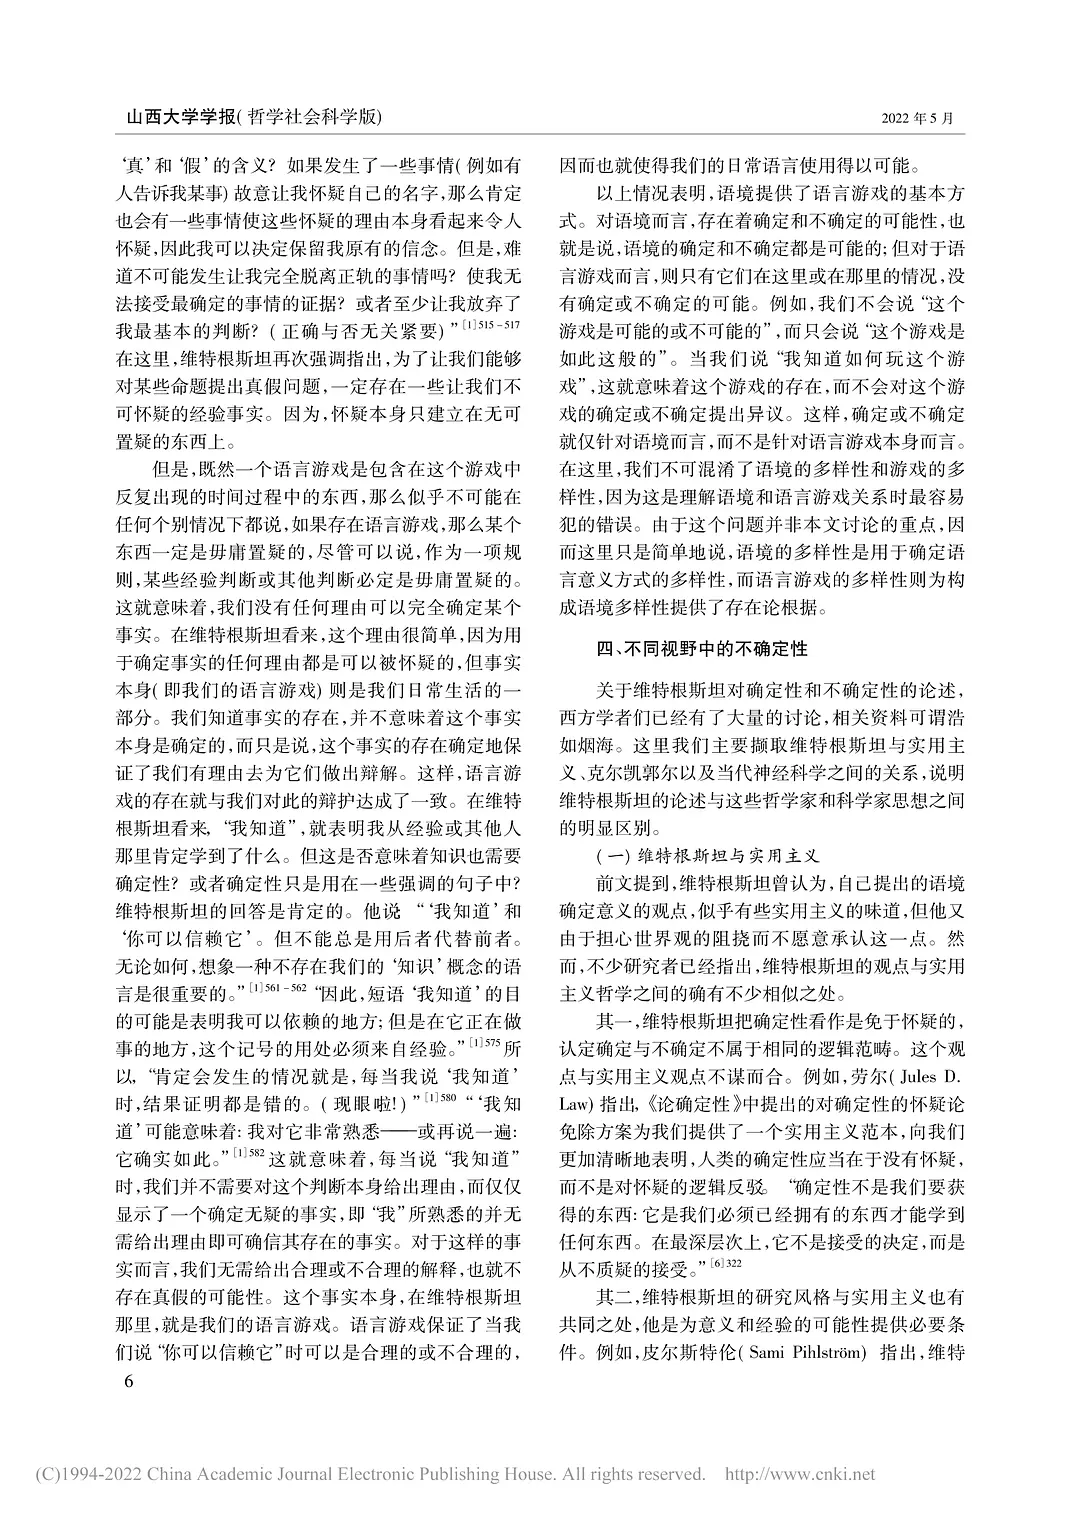 山西大学学报(哲学社会科学版)
2022年5月
‘真’和‘假’的含义？如果发生了一些事情(例如有
人告诉我某事)故意让我怀疑自己的名字,那么肯定
也会有一些事情使这些怀疑的理由本身看起来令人
怀疑,因此我可以决定保留我原有的信念。但是,难
道不可能发生让我完全脱离正轨的事情吗？使我无
法接受最确定的事情的证据？或者至少让我放弃了
我最基本的判断？(正确与否无关紧要)”[1]515-517
在这里,维特根斯坦再次强调指出,为了让我们能够
对某些命题提出真假问题,一定存在一些让我们不
可怀疑的经验事实。因为,怀疑本身只建立在无可
置疑的东西上。
但是,既然一个语言游戏是包含在这个游戏中
反复出现的时间过程中的东西,那么似乎不可能在
任何个别情况下都说,如果存在语言游戏,那么某个
东西一定是毋庸置疑的,尽管可以说,作为一项规
则,某些经验判断或其他判断必定是毋庸置疑的。
这就意味着,我们没有任何理由可以完全确定某个
事实。在维特根斯坦看来,这个理由很简单,因为用
于确定事实的任何理由都是可以被怀疑的,但事实
本身(即我们的语言游戏)则是我们日常生活的一
部分。我们知道事实的存在,并不意味着这个事实
本身是确定的,而只是说,这个事实的存在确定地保
证了我们有理由去为它们做出辩解。这样,语言游
戏的存在就与我们对此的辩护达成了一致。在维特
根斯坦看来,“我知道”,就表明我从经验或其他人
那里肯定学到了什么。但这是否意味着知识也需要
确定性？或者确定性只是用在一些强调的句子中？
维特根斯坦的回答是肯定的。他说:“‘我知道’和
‘你可以信赖它’。但不能总是用后者代替前者。
无论如何,想象一种不存在我们的‘知识’概念的语
言是很重要的。”[1]561-562“因此,短语‘我知道’的目
的可能是表明我可以依赖的地方;但是在它正在做
事的地方,这个记号的用处必须来自经验。”[1]575所
以,“肯定会发生的情况就是,每当我说‘我知道’
时,结果证明都是错的。(现眼啦!)”[1]580“‘我知
道’可能意味着:我对它非常熟悉——或再说一遍:
它确实如此。”[1]582这就意味着,每当说“我知道”
时,我们并不需要对这个判断本身给出理由,而仅仅
显示了一个确定无疑的事实,即“我”所熟悉的并无
需给出理由即可确信其存在的事实。对于这样的事
实而言,我们无需给出合理或不合理的解释,也就不
存在真假的可能性。这个事实本身,在维特根斯坦
那里,就是我们的语言游戏。语言游戏保证了当我
们说“你可以信赖它”时可以是合理的或不合理的,
因而也就使得我们的日常语言使用得以可能。
以上情况表明,语境提供了语言游戏的基本方
式。对语境而言,存在着确定和不确定的可能性,也
就是说,语境的确定和不确定都是可能的;但对于语
言游戏而言,则只有它们在这里或在那里的情况,没
有确定或不确定的可能。例如,我们不会说“这个
游戏是可能的或不可能的”,而只会说“这个游戏是
如此这般的”。当我们说“我知道如何玩这个游
戏”,这就意味着这个游戏的存在,而不会对这个游
戏的确定或不确定提出异议。这样,确定或不确定
就仅针对语境而言,而不是针对语言游戏本身而言。
在这里,我们不可混淆了语境的多样性和游戏的多
样性,因为这是理解语境和语言游戏关系时最容易
犯的错误。由于这个问题并非本文讨论的重点,因
而这里只是简单地说,语境的多样性是用于确定语
言意义方式的多样性,而语言游戏的多样性则为构
成语境多样性提供了存在论根据。
四、不同视野中的不确定性
关于维特根斯坦对确定性和不确定性的论述,
西方学者们已经有了大量的讨论,相关资料可谓浩
如烟海。这里我们主要撷取维特根斯坦与实用主
义、克尔凯郭尔以及当代神经科学之间的关系,说明
维特根斯坦的论述与这些哲学家和科学家思想之间
的明显区别。
(一)维特根斯坦与实用主义
前文提到,维特根斯坦曾认为,自己提出的语境
确定意义的观点,似乎有些实用主义的味道,但他又
由于担心世界观的阻挠而不愿意承认这一点。然
而,不少研究者已经指出,维特根斯坦的观点与实用
主义哲学之间的确有不少相似之处。
其一,维特根斯坦把确定性看作是免于怀疑的,
认定确定与不确定不属于相同的逻辑范畴。这个观
点与实用主义观点不谋而合。例如,劳尔(Jules D.
Law)指出,《论确定性》中提出的对确定性的怀疑论
免除方案为我们提供了一个实用主义范本,向我们
更加清晰地表明,人类的确定性应当在于没有怀疑,
而不是对怀疑的逻辑反驳。“确定性不是我们要获
得的东西:它是我们必须已经拥有的东西才能学到
任何东西。在最深层次上,它不是接受的决定,而是
从不质疑的接受。”[6]322
其二,维特根斯坦的研究风格与实用主义也有
共同之处,他是为意义和经验的可能性提供必要条
件。例如,皮尔斯特伦(Sami Pihlström)指出,维特
6
(C)1994-2022 China Academic Journal Electronic Publishing House. All rights reserved. http://www.cnki.net